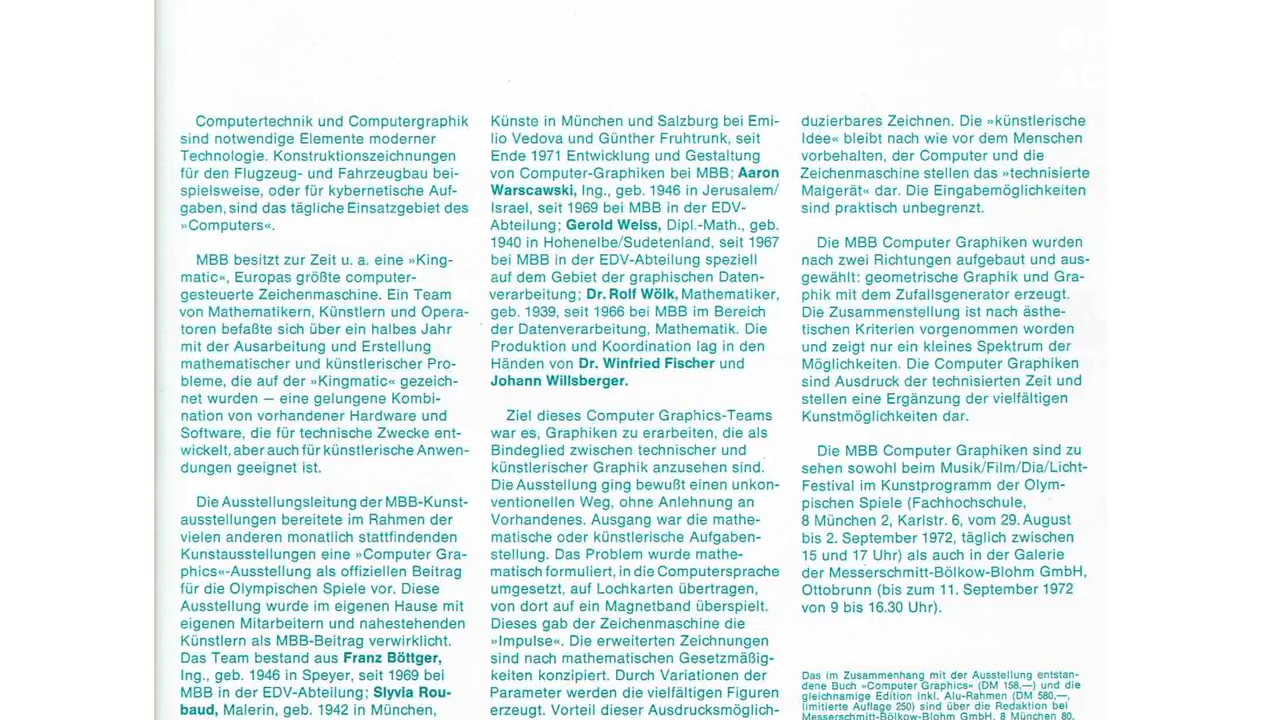 Computertechnik und Computergraphik
sind notwendige Elemente moderner
Technologie. Konstruktionszeichnungen
für den Flugzeug- und Fahrzeugbau bei-
spielsweise, oder für kybernetische Auf-
gaben, sind das tägliche Einsatzgebiet des
»Computers«.
MBB besitzt zur Zeit u. a. eine »King-
matic«, Europas größte computer-
gesteuerte Zeichenmaschine. Ein Team
von Mathematikern, Künstlern und Opera-
toren befaßte sich über ein halbes Jahr
mit der Ausarbeitung und Erstellung
mathematischer und künstlerischer Pro-
bleme, die auf der »Kingmatic« gezeich-
net wurden — eine gelungene Kombi-
nation von vorhandener Hardware und
Software, die für technische Zwecke ent-
wickelt, aber auch für künstlerische Anwen-
dungen geeignet ist.
Die Ausstellungsleitung der MBB-Kunst-
ausstellungen bereitete im Rahmen der
vielen anderen monatlich stattfindenden
Kunstausstellungen eine »Computer Gra-
phics«-Ausstellung als offiziellen Beitrag
für die Olympischen Spiele vor. Diese
Ausstellung wurde im eigenen Hause mit
eigenen Mitarbeitern und nahestehenden
Künstlern als MBB-Beitrag verwirklicht.
Das Team bestand aus Franz Böttger,
Ing., geb. 1946 in Speyer, seit 1969 bei
MBB in der EDV-Abteilung; Slyvia Rou-
baud, Malerin, geb. 1942 in München,
Künste in München und Salzburg bei Emi-
lio Vedova und Günther Fruhtrunk, seit
Ende 1971 Entwicklung und Gestaltung
von Computer-Graphiken bei MBB; Aaron
Warscawski, Ing., geb. 1946 in Jerusalem/
Israel, seit 1969 bei MBB in der EDV-
Abteilung; Gerold Weiss, Dipl.-Math., geb.
1940 in Hohenelbe/Sudetenland, seit 1967
bei MBB in der EDV-Abteilung speziell
auf dem Gebiet der graphischen Daten-
verarbeitung; Dr. Rolf Wölk, Mathematiker,
geb. 1939, seit 1966 bei MBB im Bereich
der Datenverarbeitung, Mathematik. Die
Produktion und Koordination lag in den
Händen von Dr. Winfried Fischer und
Johann Willsberger.
Ziel dieses Computer Graphics-Teams
war es, Graphiken zu erarbeiten, die als
Bindeglied zwischen technischer und
künstlerischer Graphik anzusehen sind.
Die Ausstellung ging bewußt einen unkon-
ventionellen Weg, ohne Anlehnung an
Vorhandenes. Ausgang war die mathe-
matische oder künstlerische Aufgaben-
stellung. Das Problem wurde mathe-
matisch formuliert, in die Computersprache
umgesetzt, auf Lochkarten übertragen,
von dort auf ein Magnetband überspielt.
Dieses gab der Zeichenmaschine die
»Impulse«. Die erweiterten Zeichnungen
sind nach mathematischen Gesetzmäßig-
keiten konzipiert. Durch Variationen der
Parameter werden die vielfältigen Figuren
erzeugt. Vorteil dieser Ausdrucksmöglich-
duzierbares Zeichnen. Die »künstlerische
Idee« bleibt nach wie vor dem Menschen
vorbehalten, der Computer und die
Zeichenmaschine stellen das »technisierte
Malgerät« dar. Die Eingabemöglichkeiten
sind praktisch unbegrenzt.
Die MBB Computer Graphiken wurden
nach zwei Richtungen aufgebaut und aus-
gewählt: geometrische Graphik und Gra-
phik mit dem Zufallsgenerator erzeugt.
Die Zusammenstellung ist nach ästhe-
tischen Kriterien vorgenommen worden
und zeigt nur ein kleines Spektrum der
Möglichkeiten. Die Computer Graphiken
sind Ausdruck der technisierten Zeit und
stellen eine Ergänzung der vielfältigen
Kunstmöglichkeiten dar.
Die MBB Computer Graphiken sind zu
sehen sowohl beim Musik/Film/Dia/Licht-
Festival im Kunstprogramm der Olym-
pischen Spiele (Fachhochschule,
8 München 2, Karlstr. 6, vom 29. August
bis 2. September 1972, täglich zwischen
15 und 17 Uhr) als auch in der Galerie
der Messerschmitt-Bölkow-Blohm GmbH,
Ottobrunn (bis zum 11. September 1972
von 9 bis 16.30 Uhr).
Das im Zusammenhang mit der Ausstellung entstan-
dene Buch »Computer Graphics« (DM 158,—) und die
gleichnamige Edition inkl. Alu-Rahmen (DM 580,—,
limitierte Auflage 250) sind über die Redaktion bei
Messerschmitt-Bölkow-Blohm GmbH, 8 München 80,